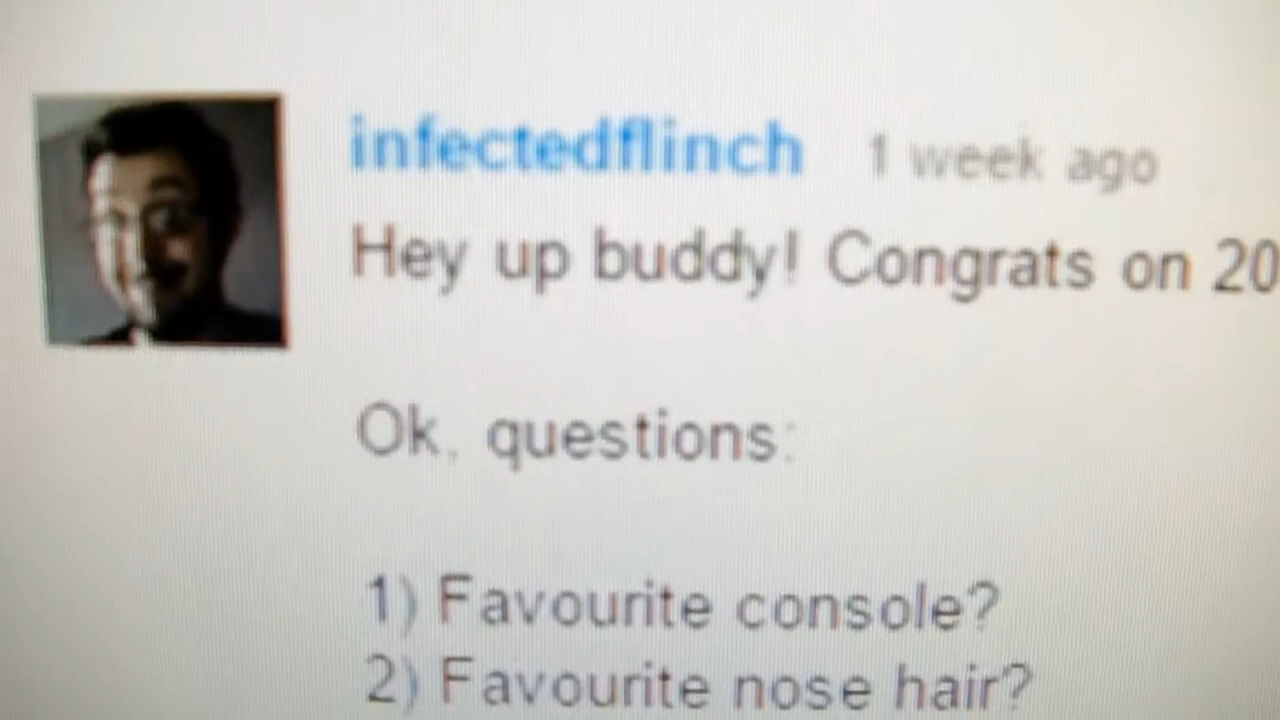 infectedflinch 1 week ago
Hey up buddy! Congrats on 20
Ok, questions:
1) Favourite console?
2) Favourite nose hair?